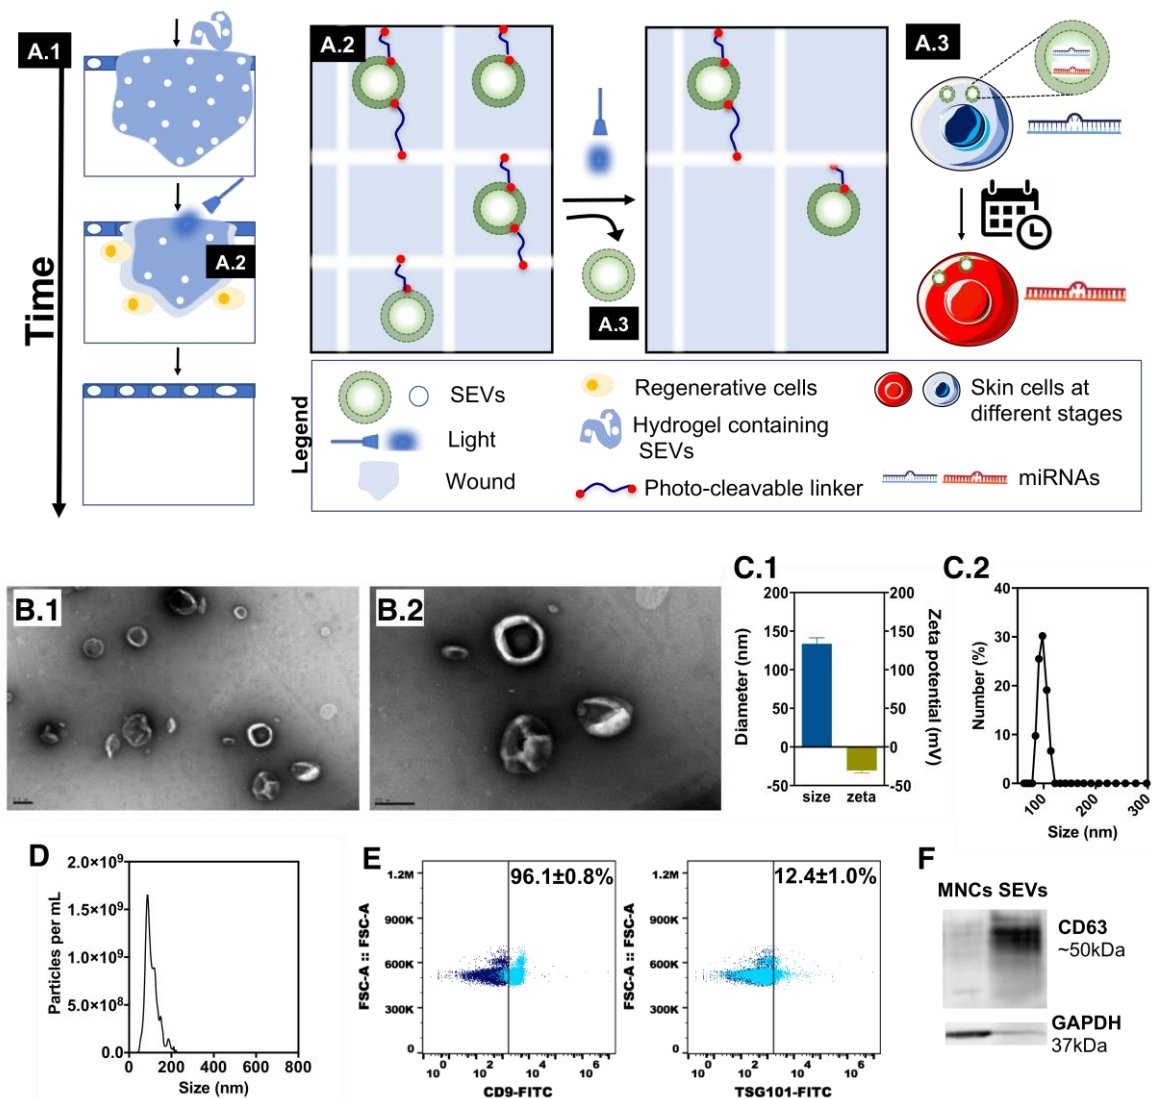 A.1
Time
A.2
A.2
A.3
A.3
Legend
SEVs
Light
Wound
Regenerative cells
Hydrogel containing
SEVs
Photo-cleavable linker
Skin cells at
different stages
miRNAs
B.1
B.2
C.1
200
150
100
50
0
-50
Diameter (nm)
size
zeta
200
150
100
50
0
-50
Zeta potential (mV)
C.2
40
30
20
10
0
Number (%)
100
200
300
Size (nm)
D
2.0×10⁹
1.5×10⁹
1.0×10⁹
5.0×10⁸
0.0
Particles per mL
0
200
400
600
800
Size (nm)
E
96.1±0.8%
1.2M
900K
600K
300K
0
FSC-A :: FSC-A
10⁰ 10² 10⁴ 10⁶
CD9-FITC
12.4±1.0%
1.2M
900K
600K
300K
0
FSC-A :: FSC-A
10⁰ 10² 10⁴ 10⁶
TSG101-FITC
F
MNCs SEVs
CD63
~50kDa
GAPDH
37kDa